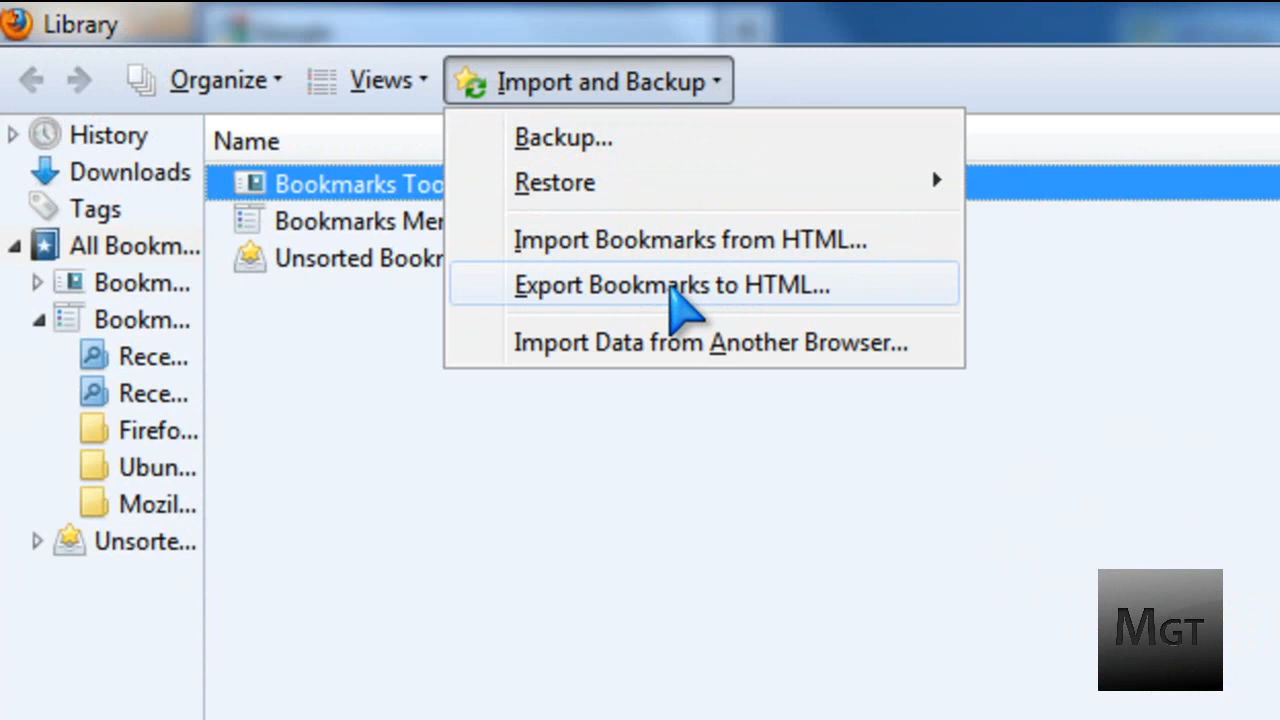 Library
Organize
Views
Import and Backup
History
Downloads
Tags
All Bookm...
Bookm...
Bookm...
Rece...
Rece...
Firefo...
Ubun...
Mozil...
Unsorte...
Name
Bookmarks Too
Bookmarks Mer
Unsorted Bookr
Backup...
Restore
Import Bookmarks from HTML...
Export Bookmarks to HTML...
Import Data from Another Browser...
MGT